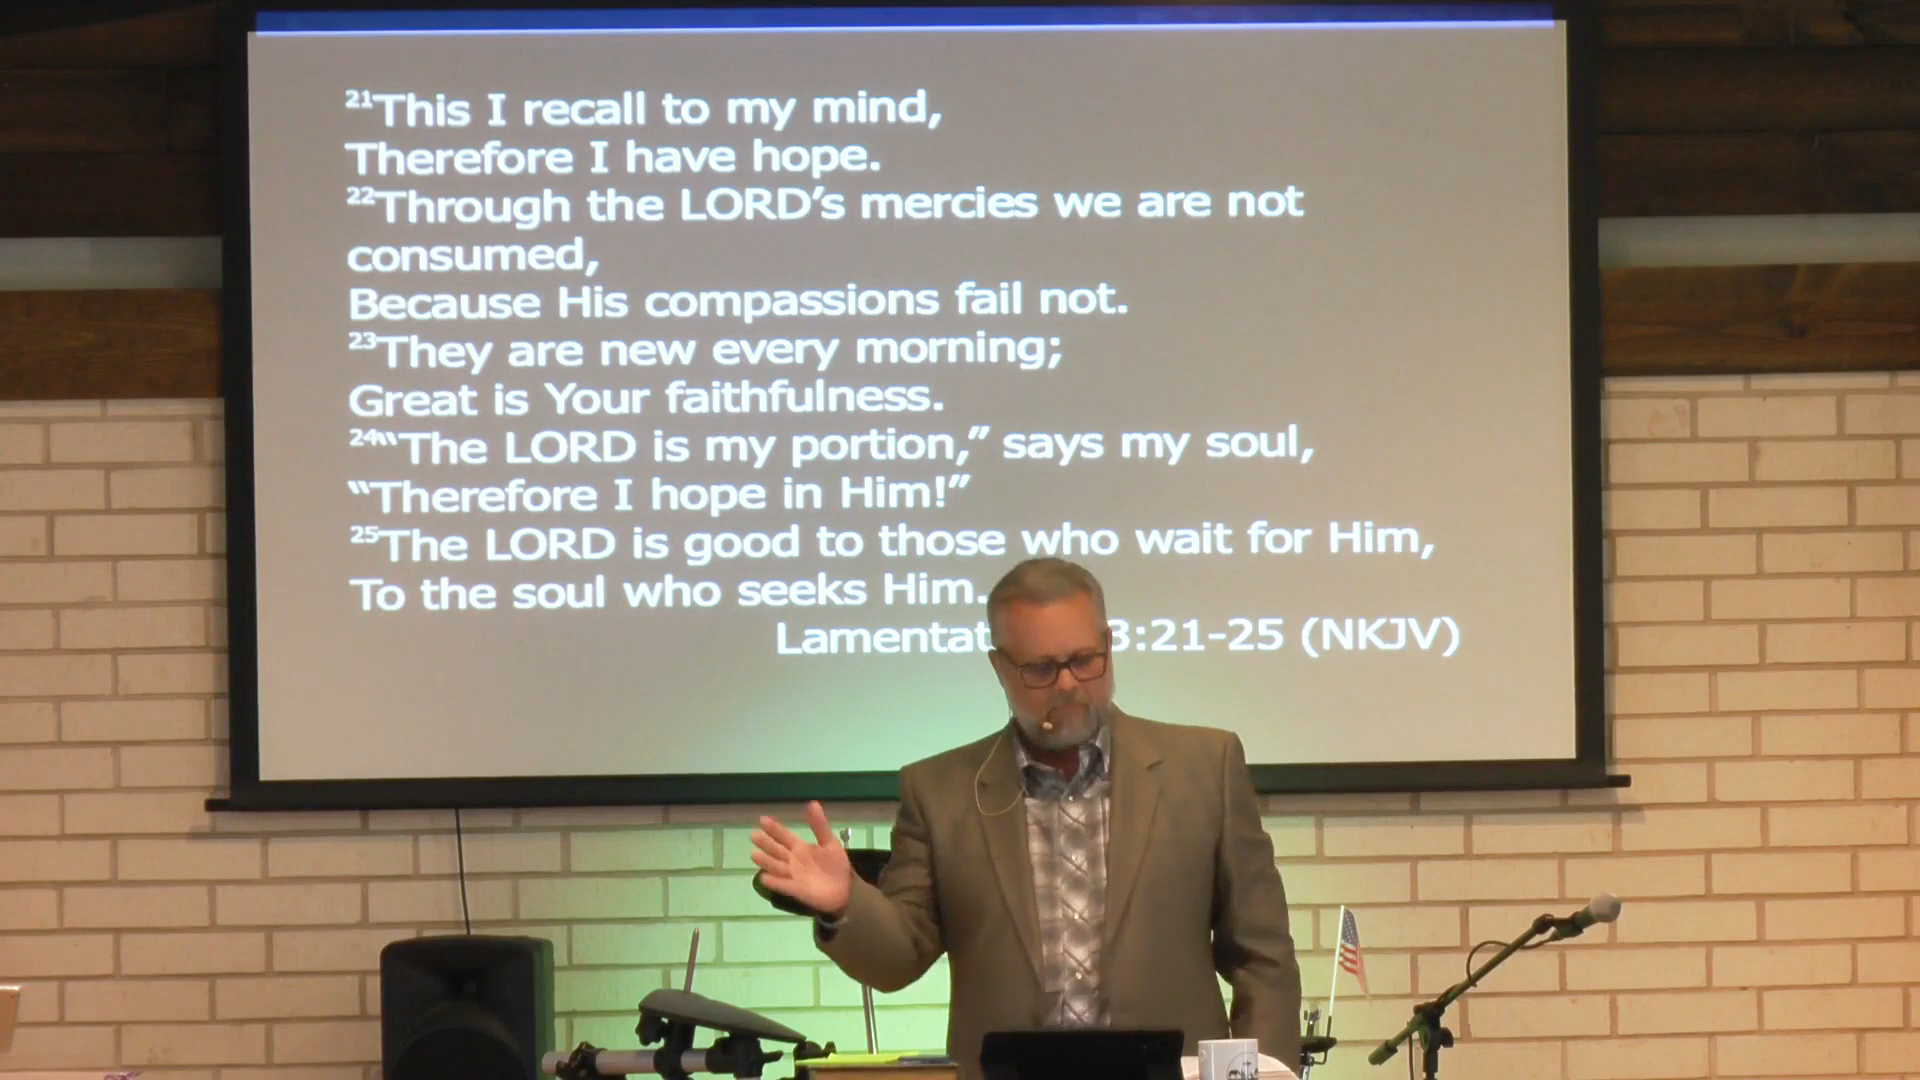 21This I recall to my mind,
Therefore I have hope.
22Through the LORD’s mercies we are not
consumed,
Because His compassions fail not.
23They are new every morning;
Great is Your faithfulness.
24“The LORD is my portion,” says my soul,
“Therefore I hope in Him!”
25The LORD is good to those who wait for Him,
To the soul who seeks Him.
Lamentat 3:21-25 (NKJV)